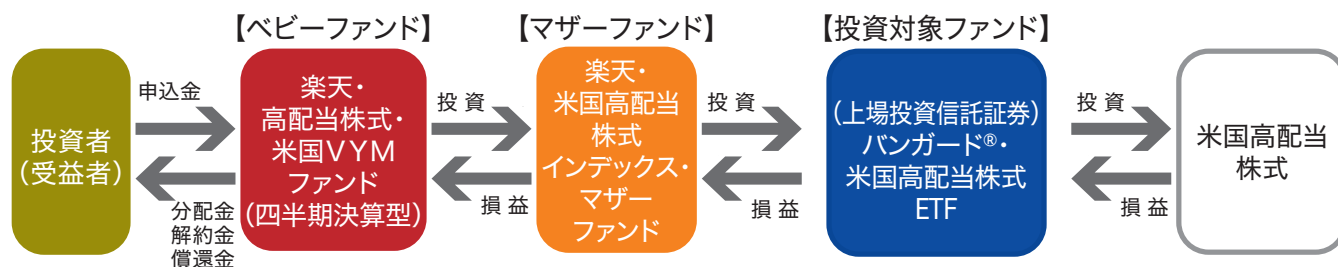 【ベビーファンド】
【マザーファンド】
【投資対象ファンド】
投資者
（受益者）
申込金
分配金
解約金
償還金
楽天・
高配当株式・
米国ＶＹＭ
ファンド
(四半期決算型)
投 資
損 益
楽天・
米国高配当
株式
インデックス・
マザー
ファンド
投 資
損 益
(上場投資信託証券)
バンガード®・
米国高配当株式
ETF
投 資
損 益
米国高配当
株式